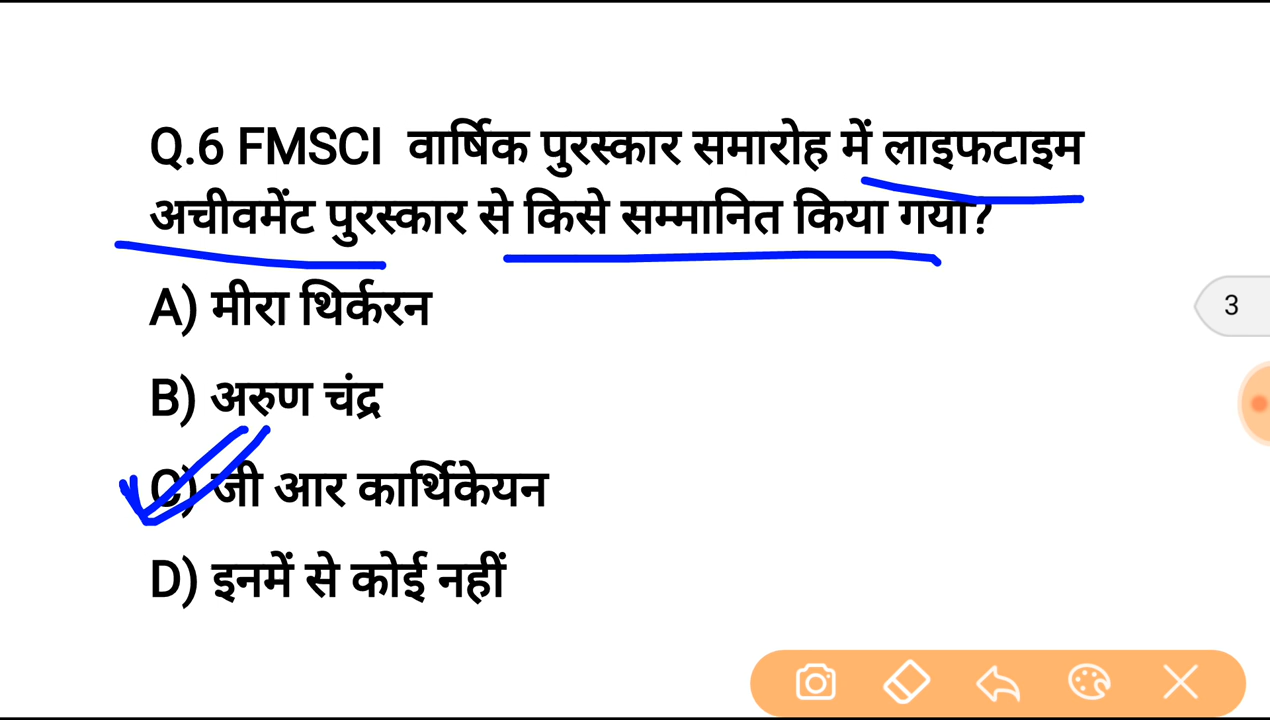 Q.6 FMSCI वार्षिक पुरस्कार समारोह में लाइफटाइम
अचीवमेंट पुरस्कार से किसे सम्मानित किया गया?
A) मीरा थिर्करन
B) अरुण चंद्र
C) जी आर कार्थिकेयन
D) इनमें से कोई नहीं
3